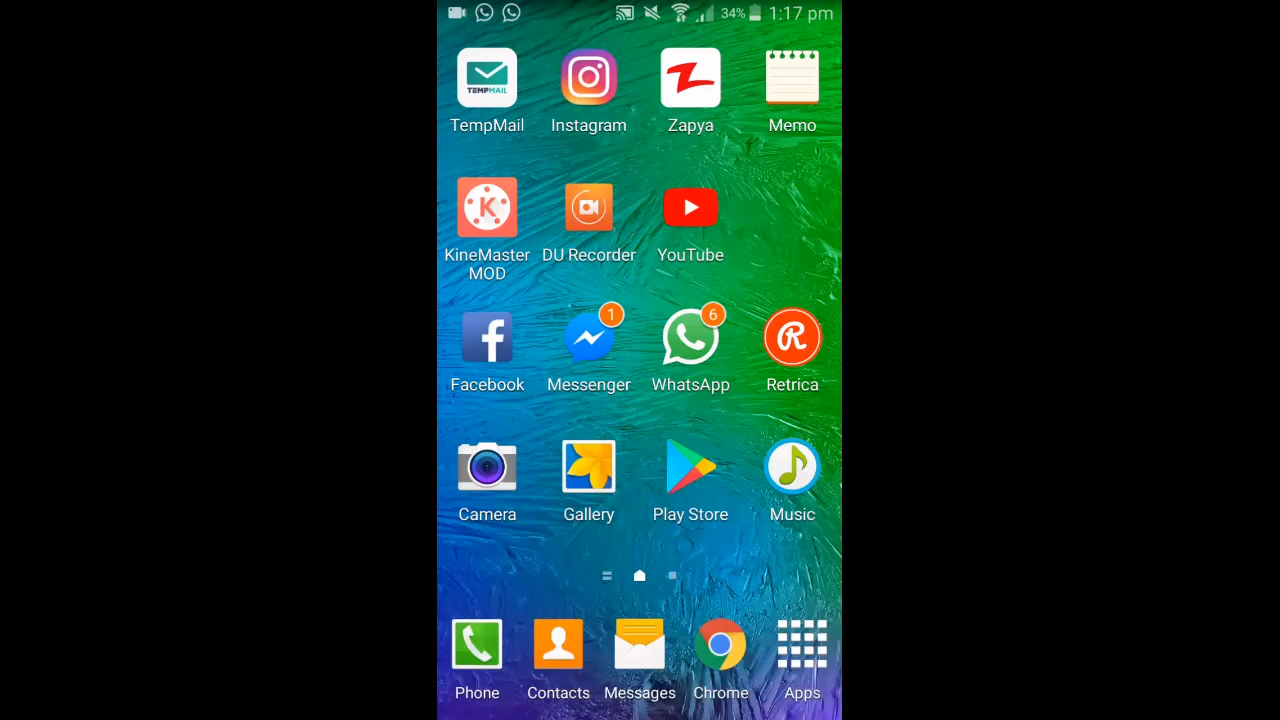 34% 1:17 pm
TEMPMAIL
TempMail Instagram Zapya Memo
K
KineMaster MOD DU Recorder YouTube
f 1 6 R
Facebook Messenger WhatsApp Retrica
Camera Gallery Play Store Music
Phone Contacts Messages Chrome Apps